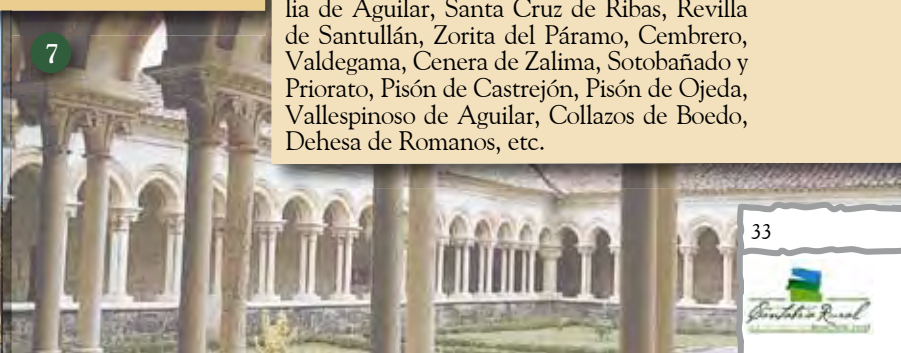 lia de Aguilar, Santa Cruz de Ribas, Revilla
de Santullán, Zorita del Páramo, Cembrero,
Valdegama, Cenera de Zalima, Sotobañado y
Priorato, Pisón de Castrejón, Pisón de Ojeda,
Vallespinoso de Aguilar, Collazos de Boedo,
Dehesa de Romanos, etc.
7
33
Cantabria Rural